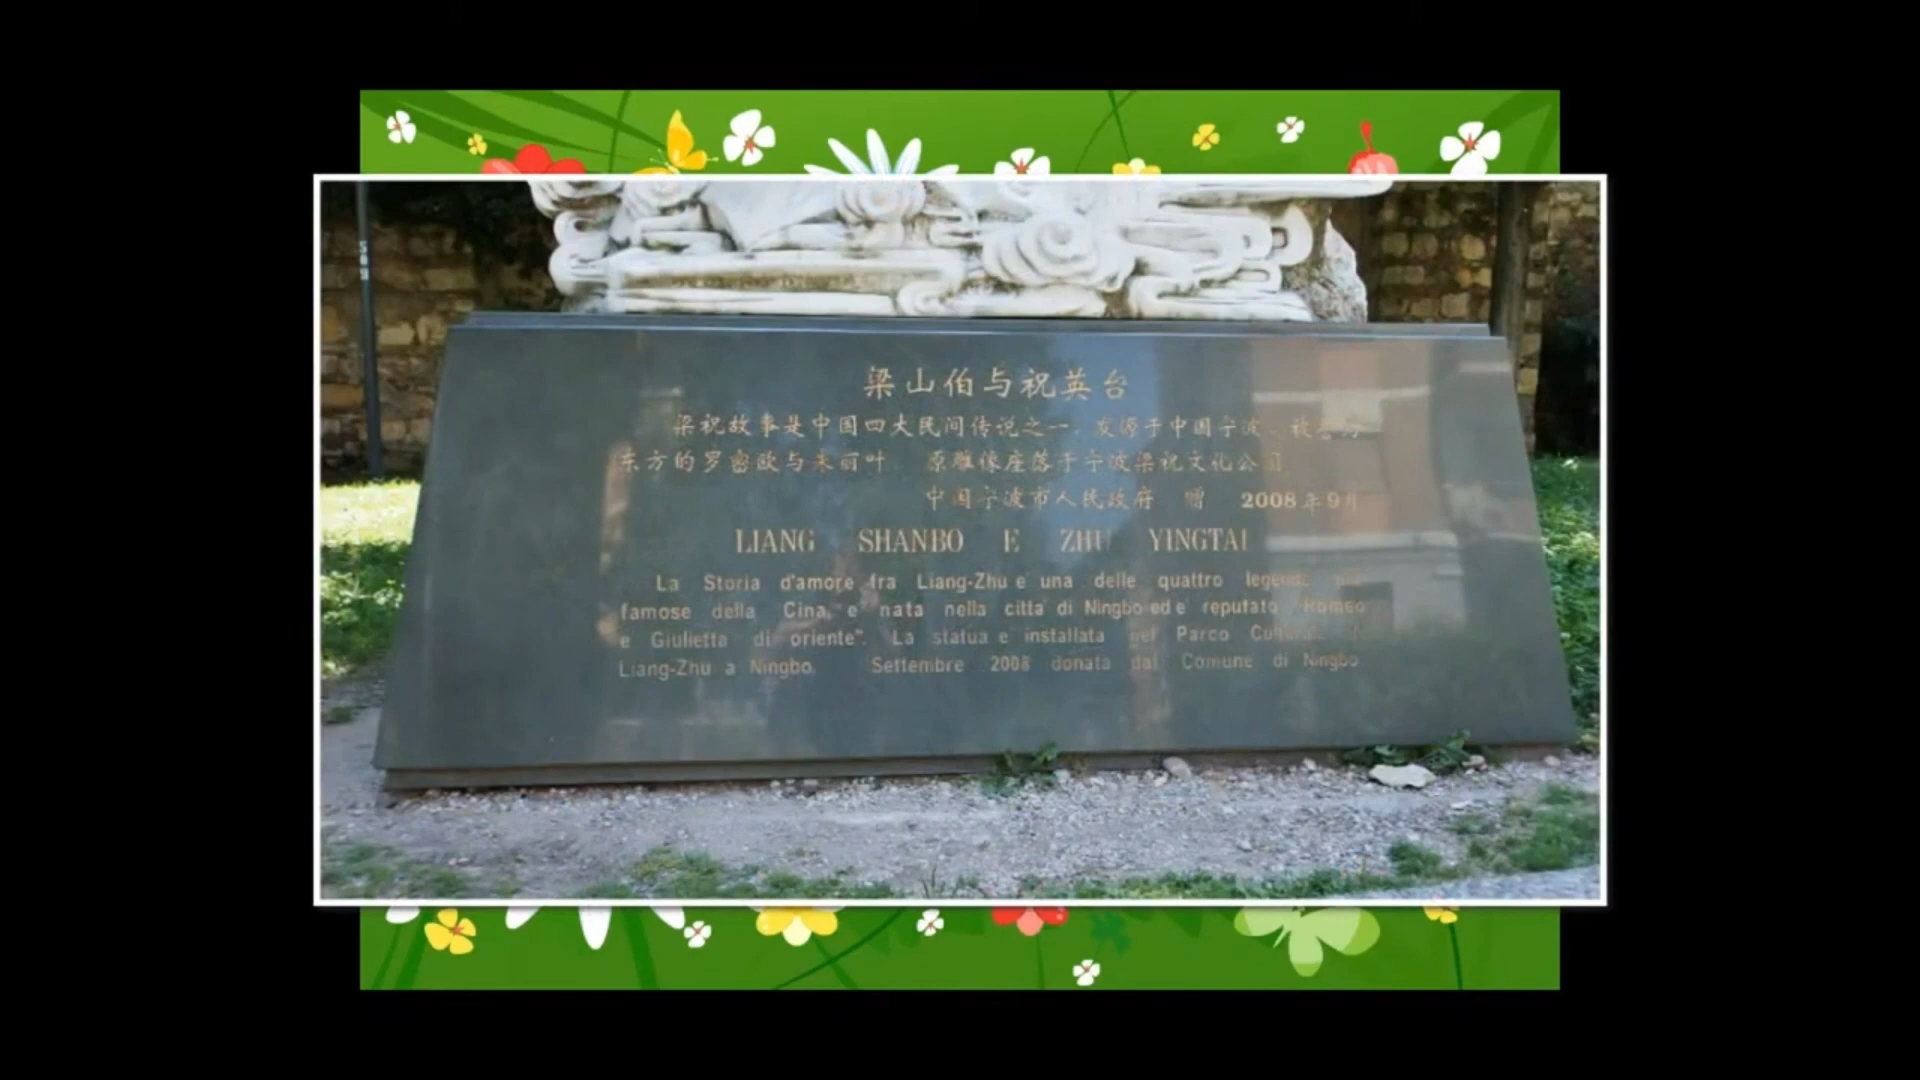 梁山伯与祝英台
梁祝故事是中国四大民间传说之一，发源于中国宁波、被誉为
东方的罗密欧与朱丽叶。 原雕像座落于宁波梁祝文化公园
中国宁波市人民政府 赠 2008年9月
LIANG SHANBO E ZHU YINGTAI
La Storia d'amore fra Liang-Zhu e una delle quattro legende
famose della Cina, e' nata nella citta' di Ningbo ed e' reputato "Romeo
e Giulietta di oriente". La statua e installata nel Parco Culturale
Liang-Zhu a Ningbo. Settembre 2008 donata dal Comune di Ningbo